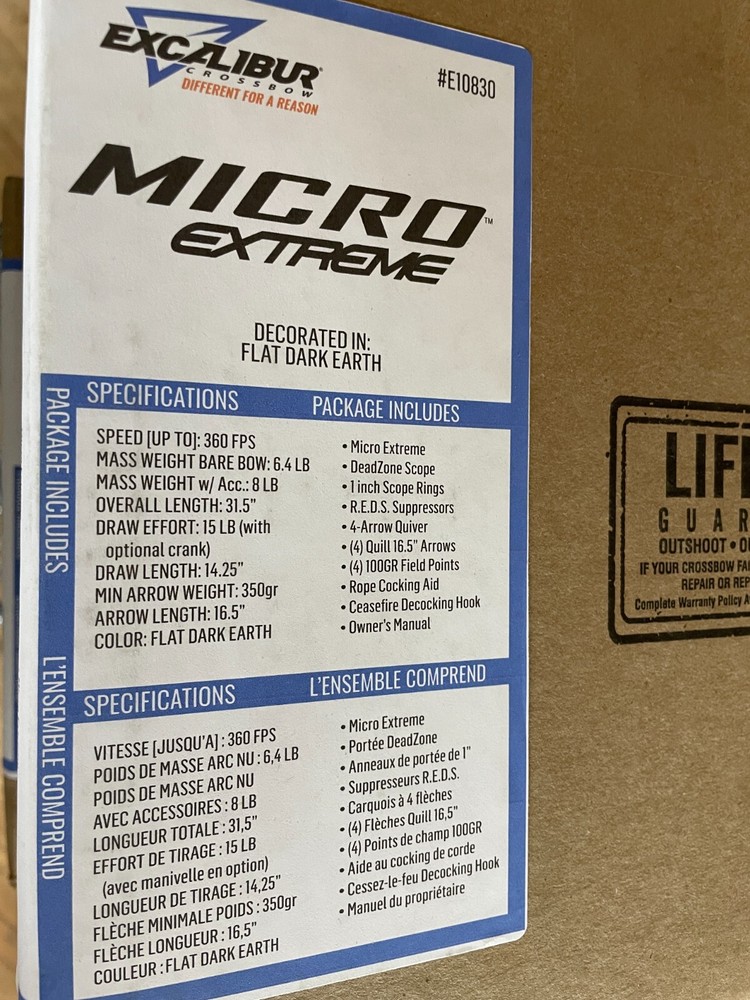 EXCALIBUR
CROSSBOW
DIFFERENT FOR A REASON
#E10830
MICRO™
EXTREME
DECORATED IN:
FLAT DARK EARTH
PACKAGE INCLUDES
SPECIFICATIONS
SPEED [UP TO]: 360 FPS
MASS WEIGHT BARE BOW: 6.4 LB
MASS WEIGHT w/ Acc.: 8 LB
OVERALL LENGTH: 31.5"
DRAW EFFORT: 15 LB (with
optional crank)
DRAW LENGTH: 14.25"
MIN ARROW WEIGHT: 350gr
ARROW LENGTH: 16.5"
COLOR: FLAT DARK EARTH
PACKAGE INCLUDES
• Micro Extreme
• DeadZone Scope
• 1 inch Scope Rings
• R.E.D.S. Suppressors
• 4-Arrow Quiver
• (4) Quill 16.5" Arrows
• (4) 100GR Field Points
• Rope Cocking Aid
• Ceasefire Decocking Hook
• Owner's Manual
L'ENSEMBLE COMPREND
SPECIFICATIONS
VITESSE [JUSQU'A] : 360 FPS
POIDS DE MASSE ARC NU : 6,4 LB
POIDS DE MASSE ARC NU
AVEC ACCESSOIRES : 8 LB
LONGUEUR TOTALE : 31,5"
EFFORT DE TIRAGE : 15 LB
(avec manivelle en option)
LONGUEUR DE TIRAGE : 14,25"
FLÈCHE MINIMALE POIDS : 350gr
FLÈCHE LONGUEUR : 16,5"
COULEUR : FLAT DARK EARTH
L'ENSEMBLE COMPREND
• Micro Extreme
• Portée DeadZone
• Anneaux de portée de 1"
• Suppresseurs R.E.D.S.
• Carquois à 4 flèches
• (4) Flèches Quill 16,5"
• (4) Points de champ 100GR
• Aide au cocking de corde
• Cessez-le-feu Decocking Hook
• Manuel du propriétaire
LIF
GUAR
OUTSHOOT • O
IF YOUR CROSSBOW FA
REPAIR OR REP
Complete Warranty Policy A